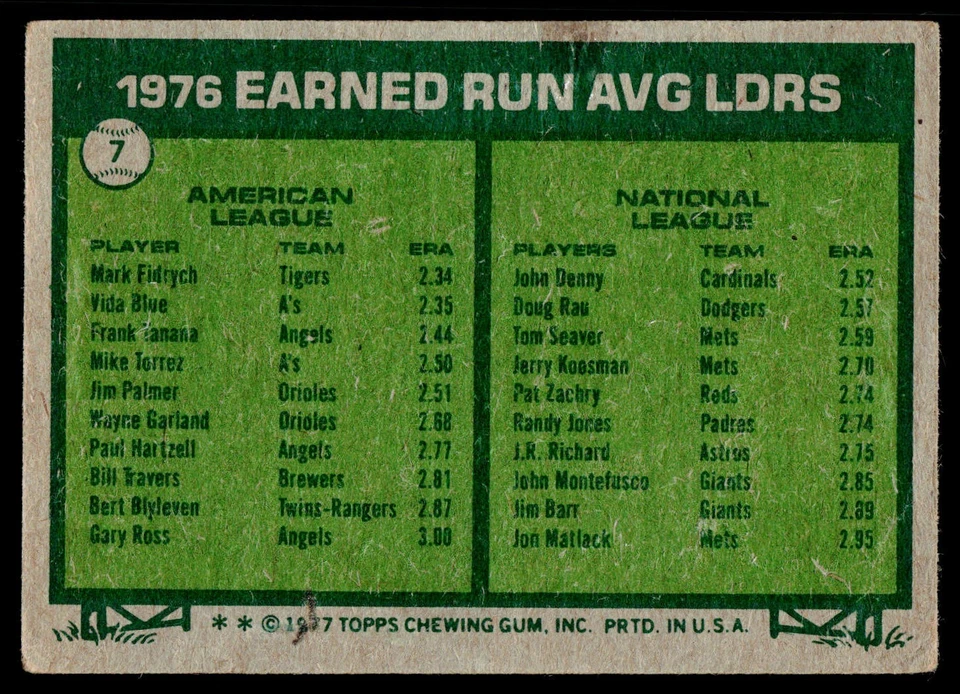 1976 EARNED RUN AVG LDRS
7
AMERICAN
LEAGUE
PLAYER TEAM ERA
Mark Fidrych Tigers 2.34
Vida Blue A's 2.35
Frank Tanana Angels 2.44
Mike Torrez A's 2.50
Jim Palmer Orioles 2.51
Wayne Garland Orioles 2.68
Paul Hartzell Angels 2.77
Bill Travers Brewers 2.81
Bert Blyleven Twins-Rangers 2.87
Gary Ross Angels 3.00
NATIONAL
LEAGUE
PLAYERS TEAM ERA
John Denny Cardinals 2.52
Doug Rau Dodgers 2.57
Tom Seaver Mets 2.59
Jerry Koosman Mets 2.70
Pat Zachry Reds 2.74
Randy Jones Padres 2.74
J.R. Richard Astros 2.75
John Montefusco Giants 2.85
Jim Barr Giants 2.89
Jon Matlack Mets 2.95
* * © 1977 TOPPS CHEWING GUM, INC. PRTD. IN U.S.A.